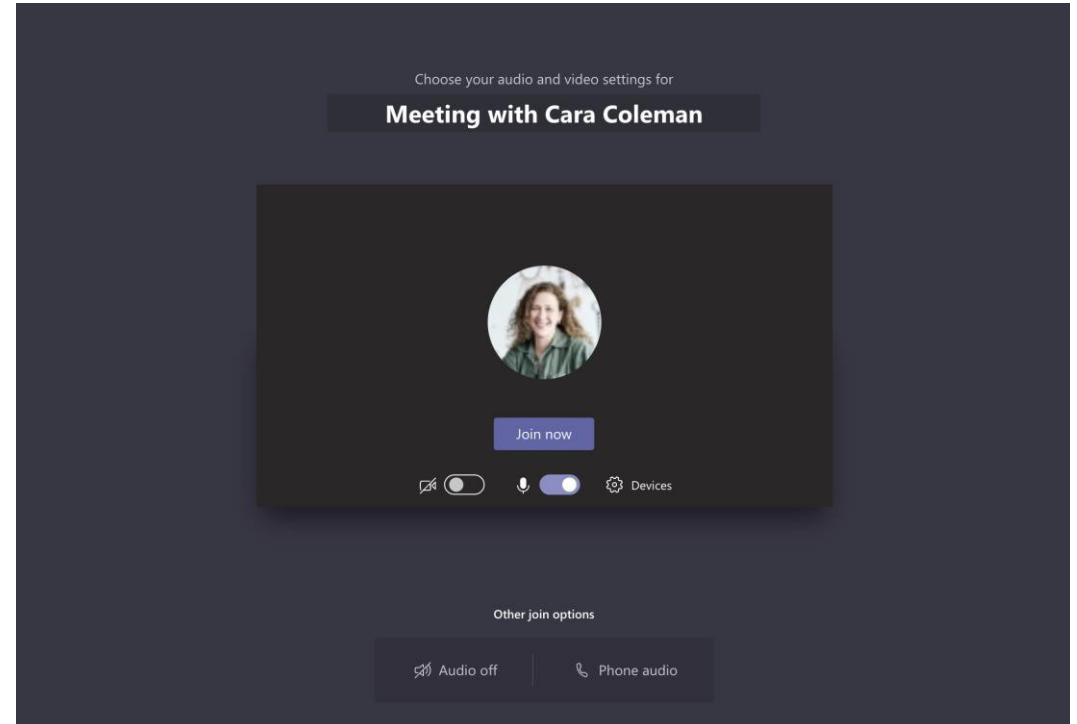 Choose your audio and video settings for
Meeting with Cara Coleman
Join now
Devices
Other join options
Audio off
Phone audio